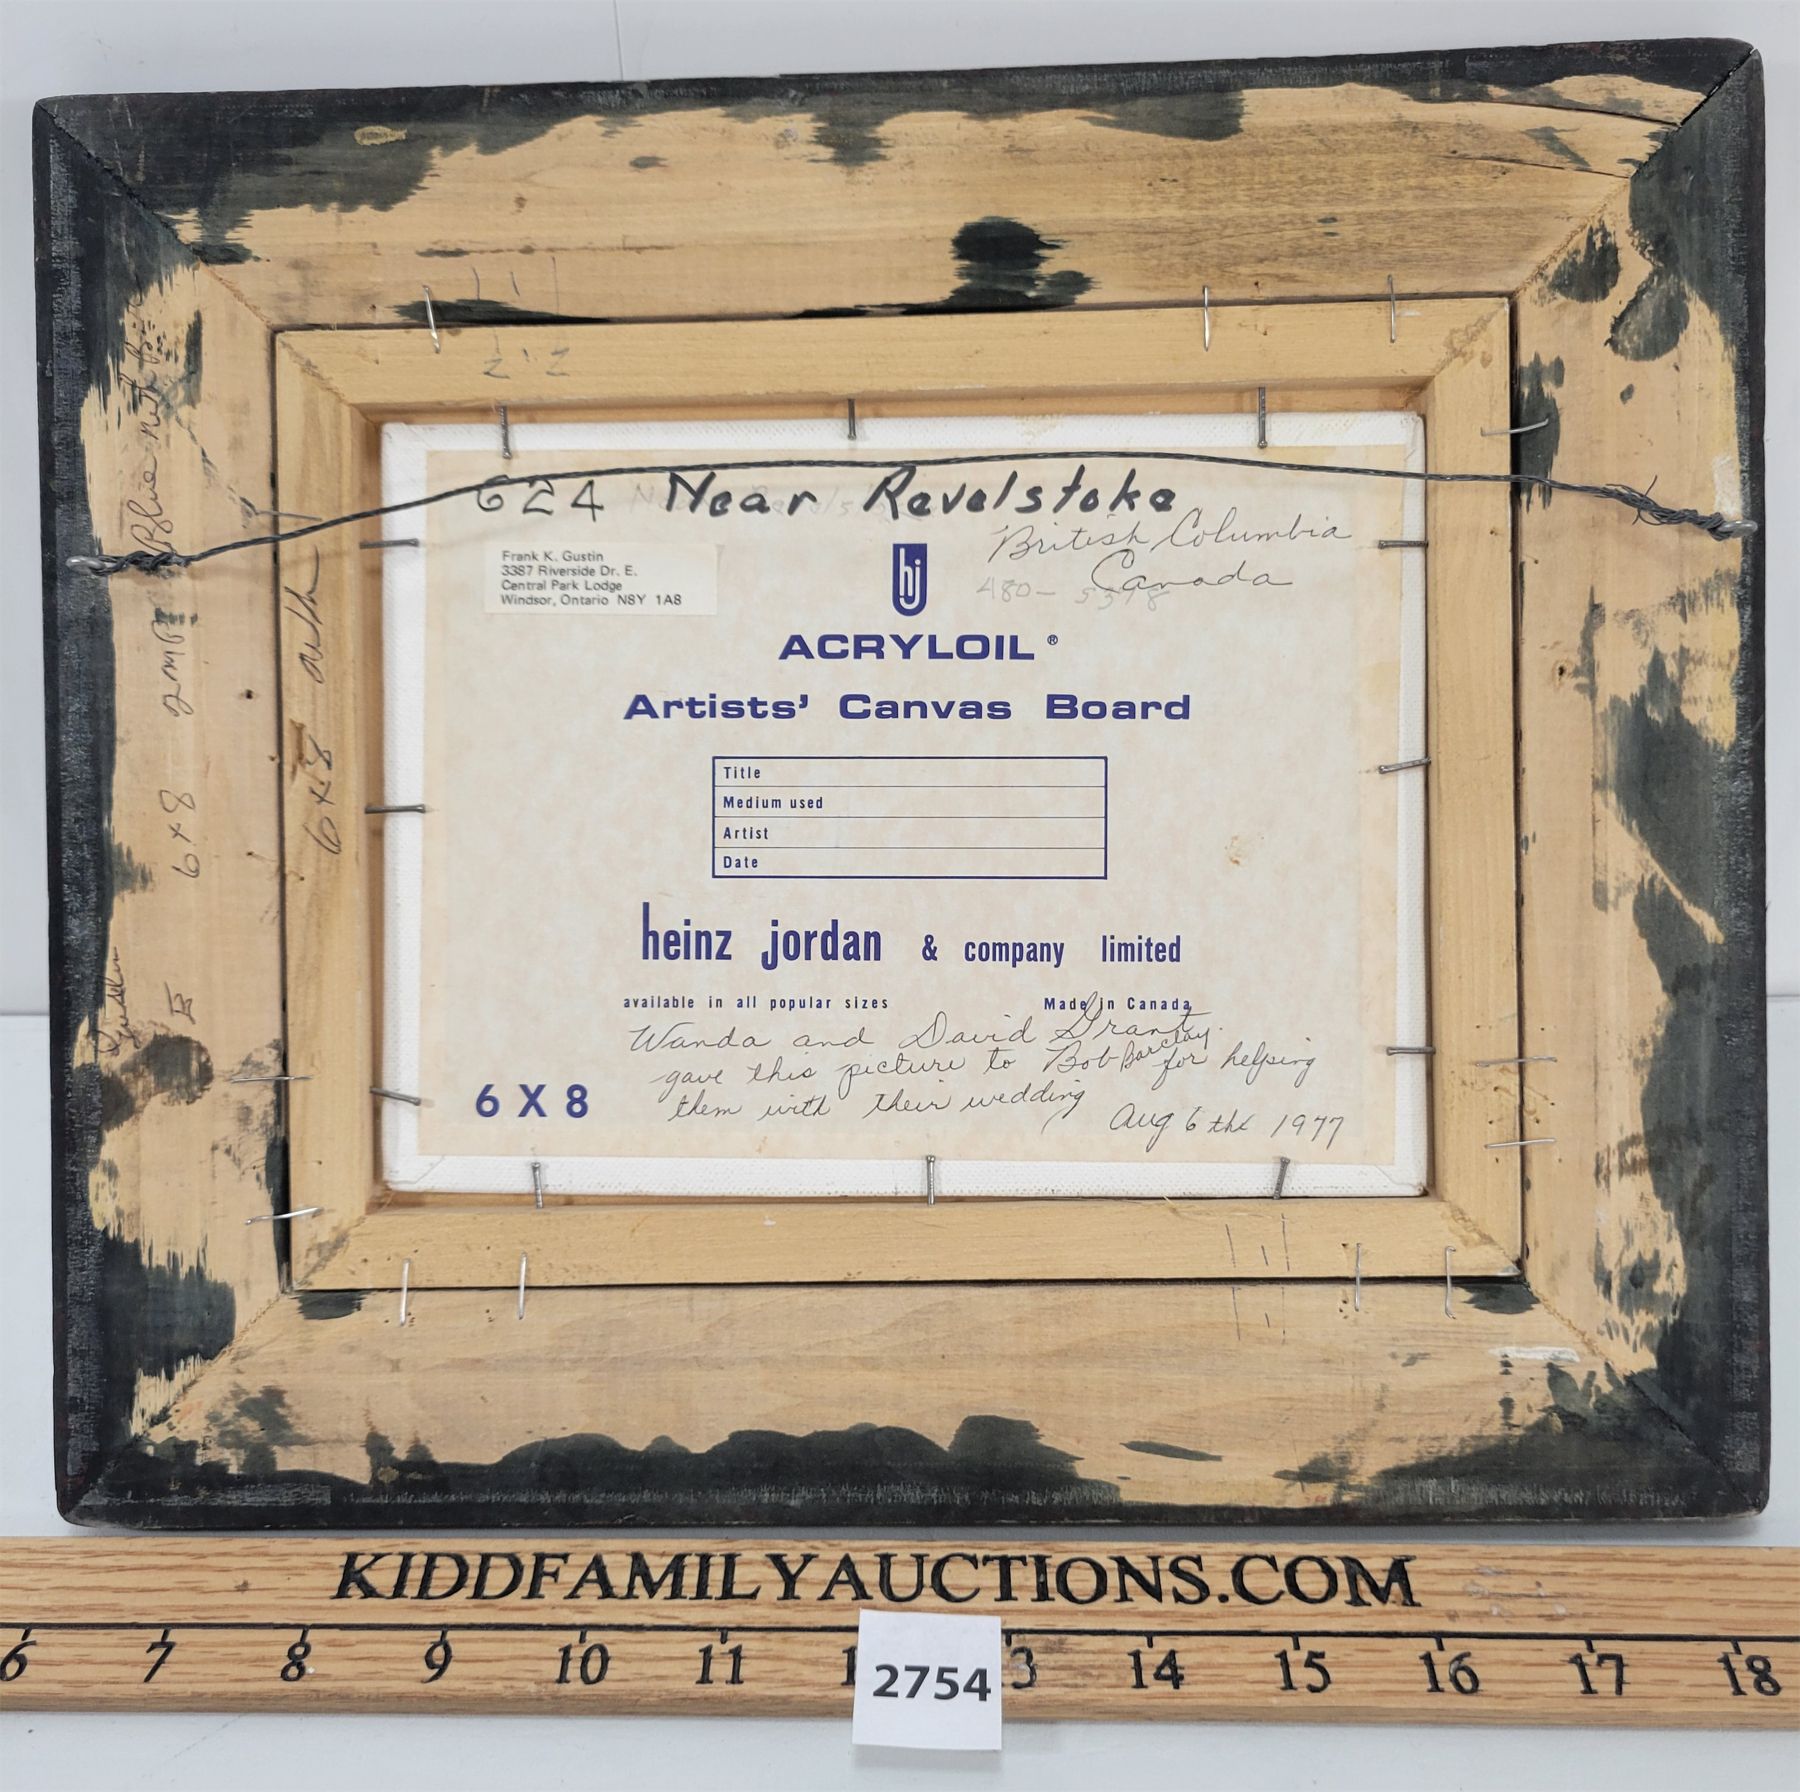 624 Near Revelstoke
British Columbia
Canada
480-5398
Frank K. Gustin
3387 Riverside Dr. E.
Central Park Lodge
Windsor, Ontario N8Y 1A8
hj
ACRYLOIL®
Artists' Canvas Board
Title
Medium used
Artist
Date
heinz jordan & company limited
available in all popular sizes
Made in Canada
Wanda and David Grant
gave this picture to Bob Barclay for helping
them with their wedding
Aug 6 the 1977
6 X 8
6x8
6x8
KIDDFAMILYAUCTIONS.COM
6 7 8 9 10 11 1 3 14 15 16 17 18
2754